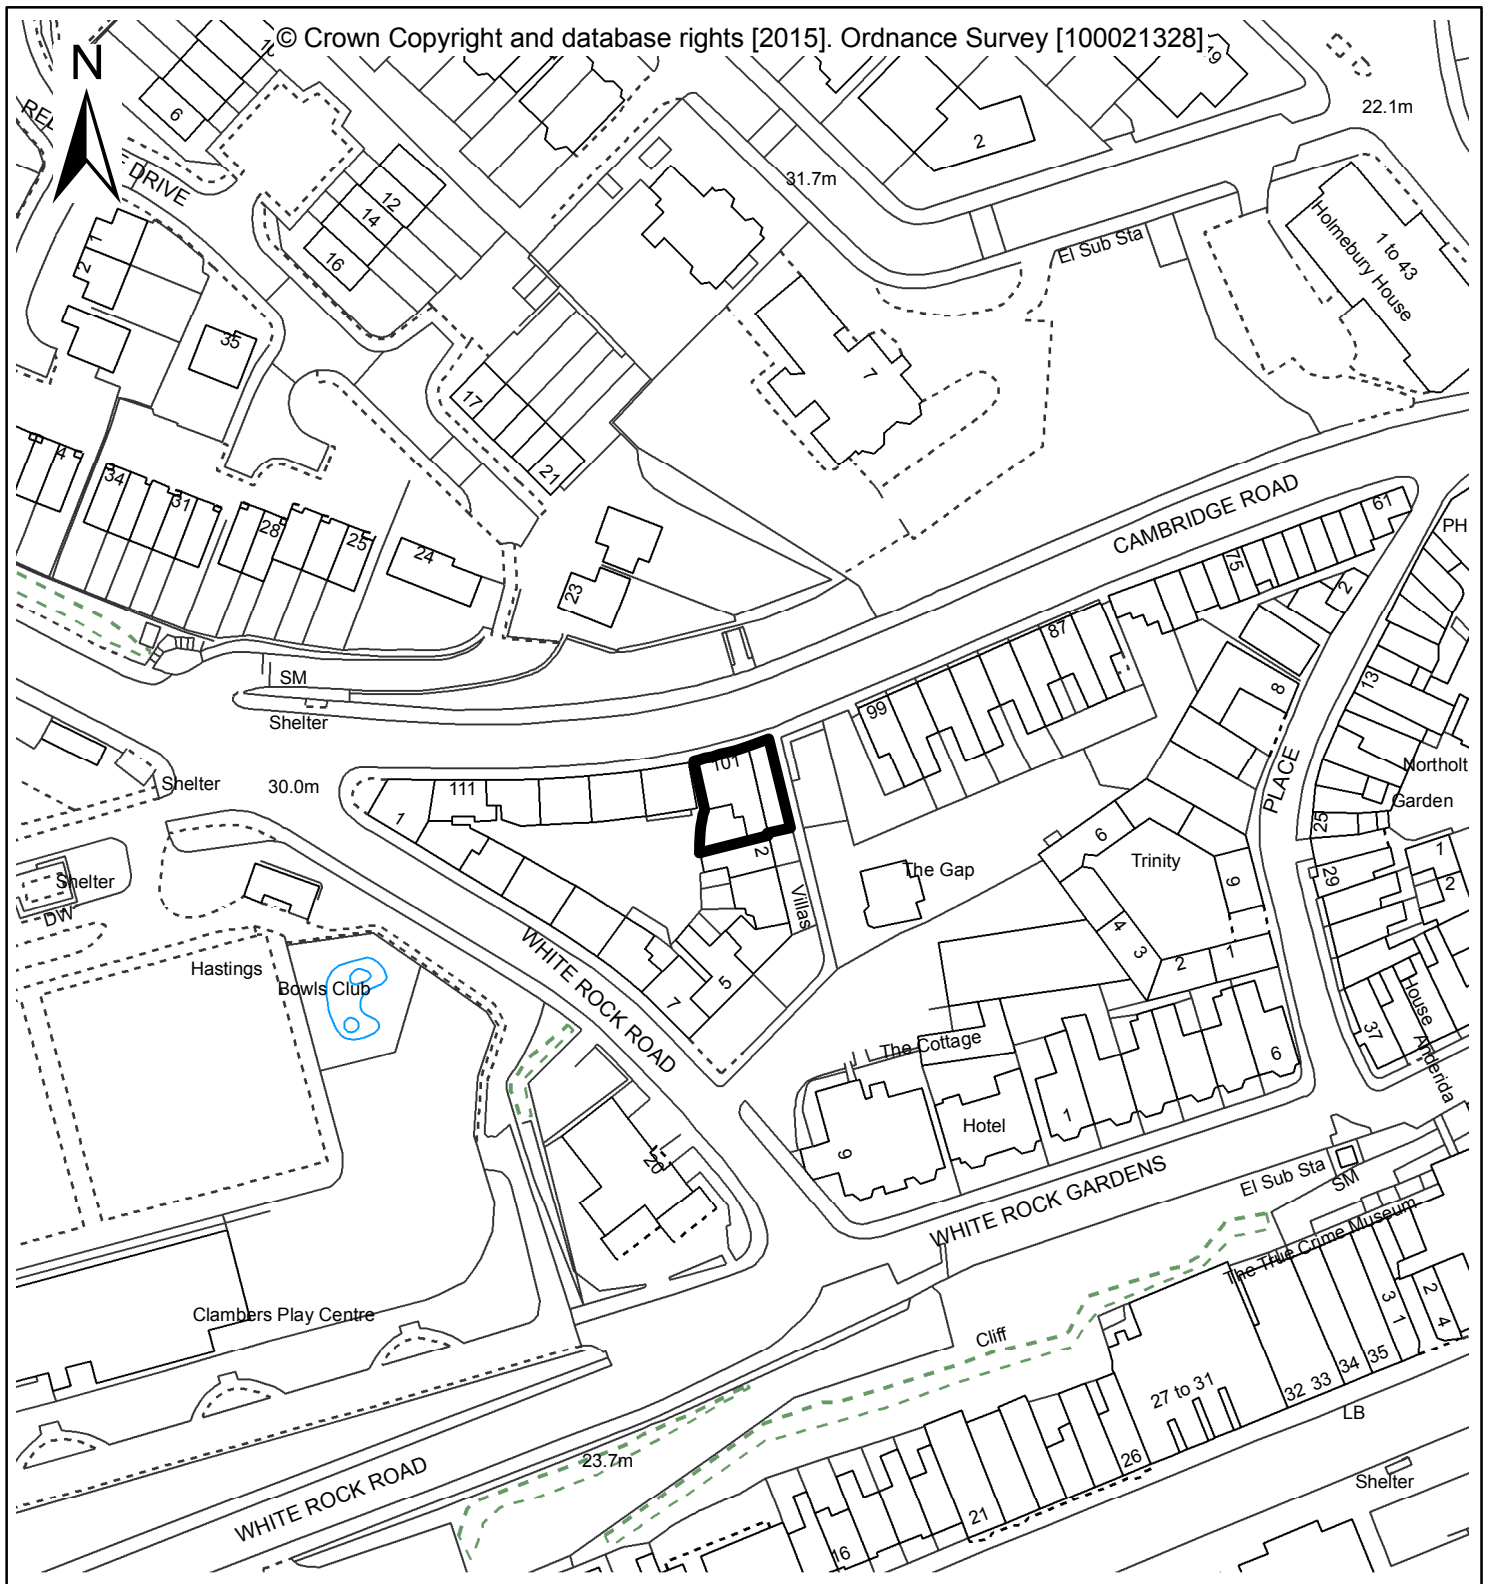 © Crown Copyright and database rights [2015]. Ordnance Survey [100021328]
N
19
22.1m
6
2
31.7m
DRIVE
12
14
16
El Sub Sta
1 to 43
Holmebury House
1
2
35
7
17
21
CAMBRIDGE ROAD
61
PH
4
34
31
28
25
24
23
75
2
87
13
8
SM
Shelter
99
PLACE
Shelter
30.0m
111
101
1
Northolt
Garden
25
6
Trinity
The Gap
2
Villas
9
29
1
2
Shelter
DW
4
3
2
1
WHITE ROCK ROAD
Hastings
Bowls Club
5
7
House
37
Anderida
The Cottage
6
1
Hotel
9
20
WHITE ROCK GARDENS
El Sub Sta
SM
The True Crime Museum
Clambers Play Centre
Cliff
3
1
2
4
27 to 31
32
33
34
35
LB
23.7m
WHITE ROCK ROAD
26
21
16
Shelter